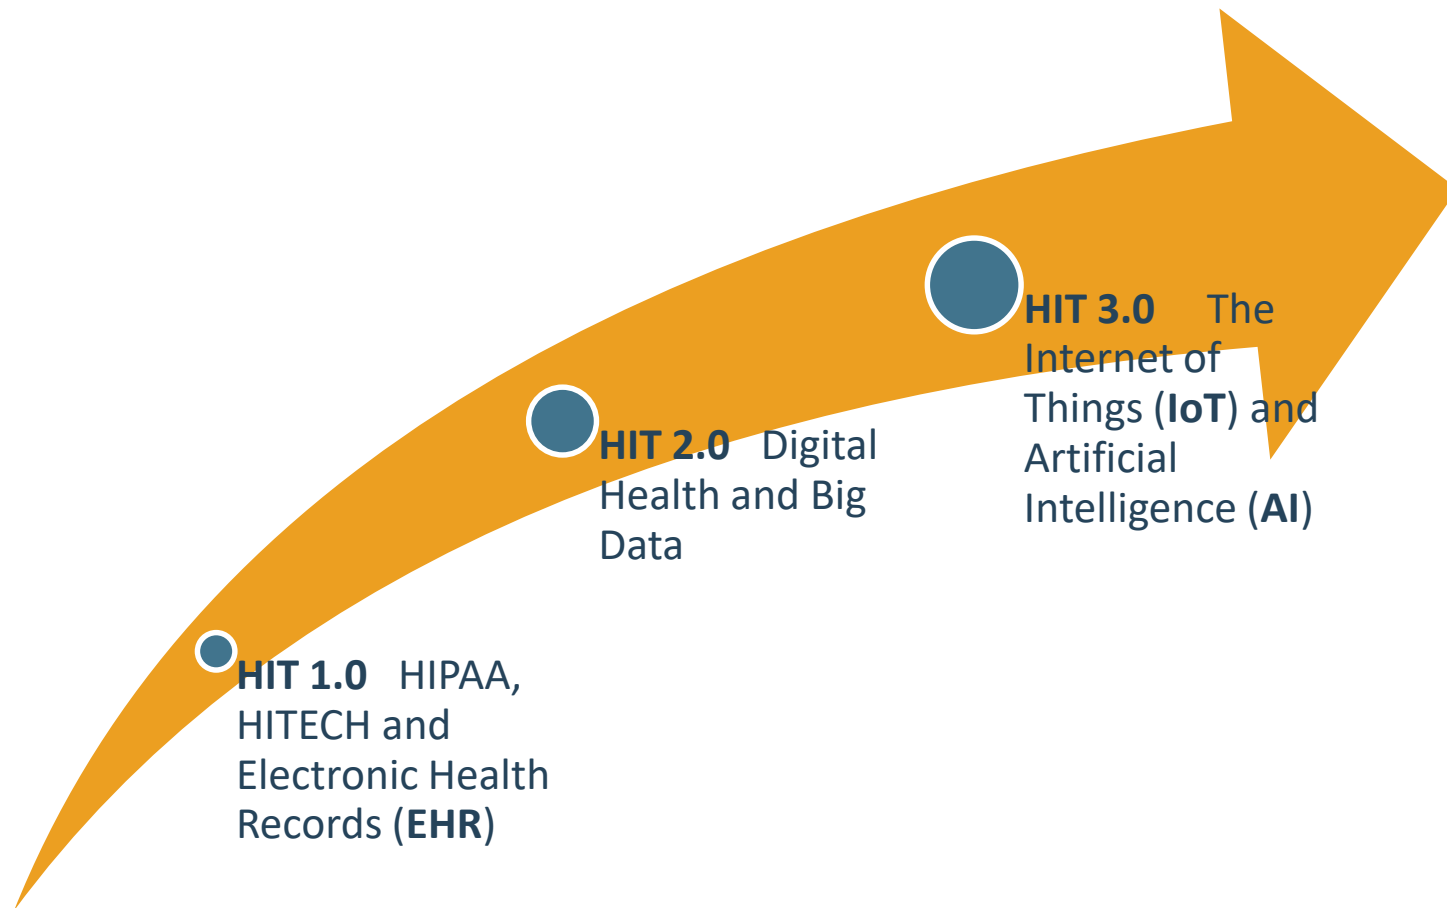 HIT 3.0 The
Internet of
Things (IoT) and
Artificial
Intelligence (AI)
HIT 2.0 Digital
Health and Big
Data
HIT 1.0 HIPAA,
HITECH and
Electronic Health
Records (EHR)